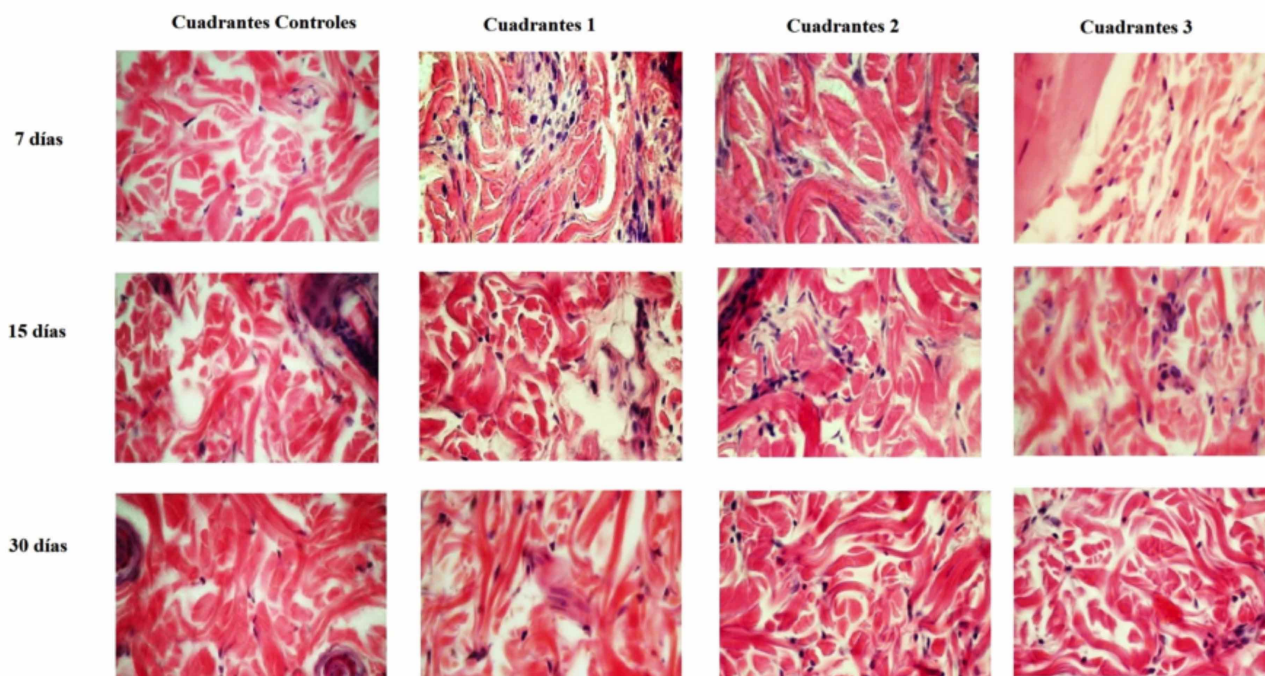 Cuadrantes Controles
Cuadrantes 1
Cuadrantes 2
Cuadrantes 3
7 días
15 días
30 días